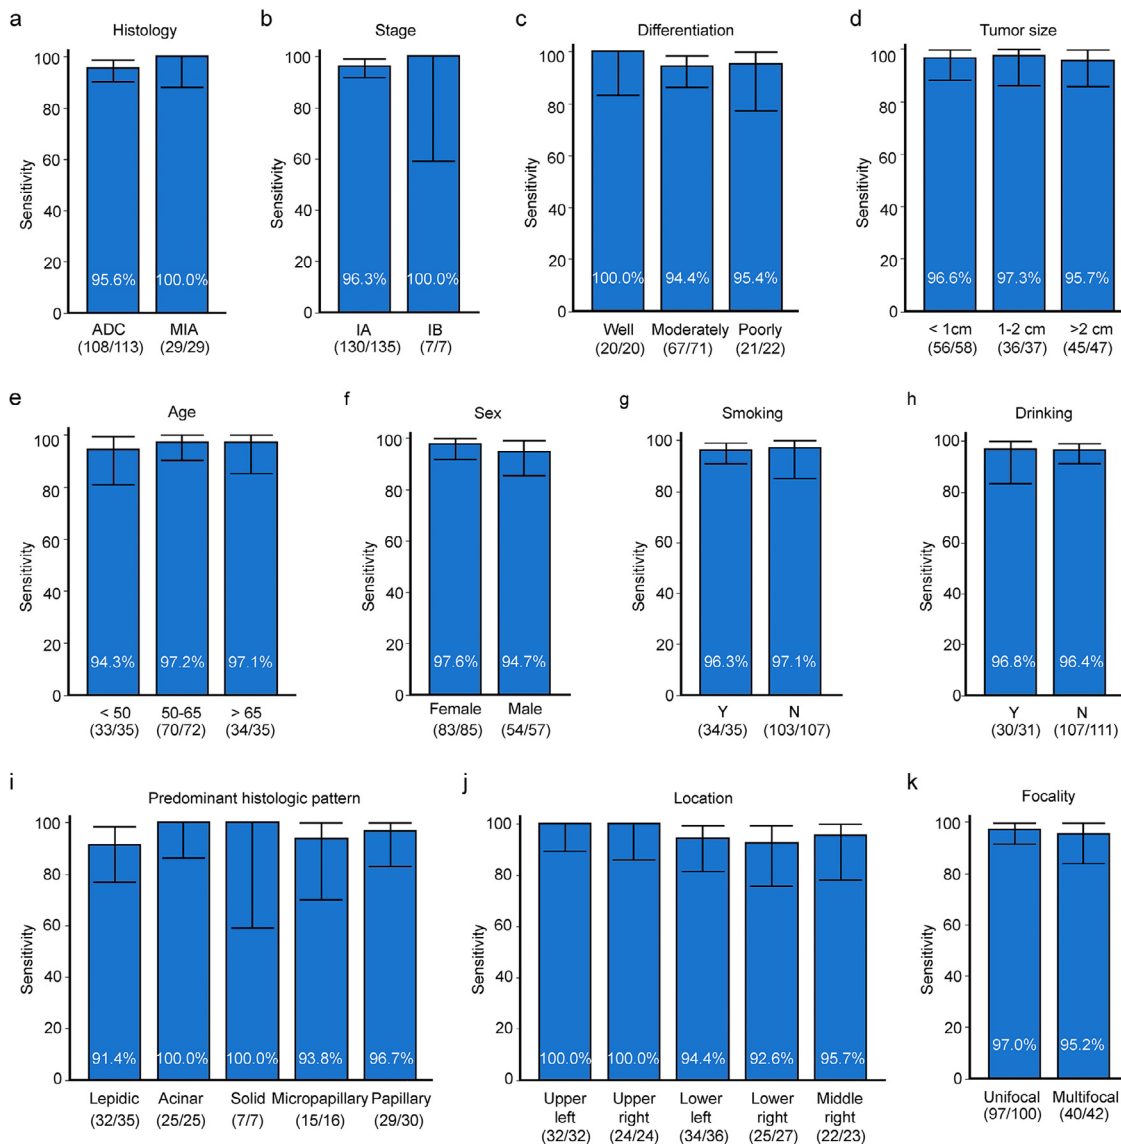 a
Histology
Sensitivity
100
80
60
40
20
0
95.6%
100.0%
ADC
MIA
(108/113)
(29/29)
b
Stage
Sensitivity
100
80
60
40
20
0
96.3%
100.0%
IA
IB
(130/135)
(7/7)
c
Differentiation
Sensitivity
100
80
60
40
20
0
100.0%
94.4%
95.4%
Well
Moderately
Poorly
(20/20)
(67/71)
(21/22)
d
Tumor size
Sensitivity
100
80
60
40
20
0
96.6%
97.3%
95.7%
< 1cm
1-2 cm
>2 cm
(56/58)
(36/37)
(45/47)
e
Age
Sensitivity
100
80
60
40
20
0
94.3%
97.2%
97.1%
< 50
50-65
> 65
(33/35)
(70/72)
(34/35)
f
Sex
Sensitivity
100
80
60
40
20
0
97.6%
94.7%
Female
Male
(83/85)
(54/57)
g
Smoking
Sensitivity
100
80
60
40
20
0
96.3%
97.1%
Y
N
(34/35)
(103/107)
h
Drinking
Sensitivity
100
80
60
40
20
0
96.8%
96.4%
Y
N
(30/31)
(107/111)
i
Predominant histologic pattern
Sensitivity
100
80
60
40
20
0
91.4%
100.0%
100.0%
93.8%
96.7%
Lepidic
Acinar
Solid
Micropapillary
Papillary
(32/35)
(25/25)
(7/7)
(15/16)
(29/30)
j
Location
Sensitivity
100
80
60
40
20
0
100.0%
100.0%
94.4%
92.6%
95.7%
Upper left
Upper right
Lower left
Lower right
Middle right
(32/32)
(24/24)
(34/36)
(25/27)
(22/23)
k
Focality
Sensitivity
100
80
60
40
20
0
97.0%
95.2%
Unifocal
Multifocal
(97/100)
(40/42)